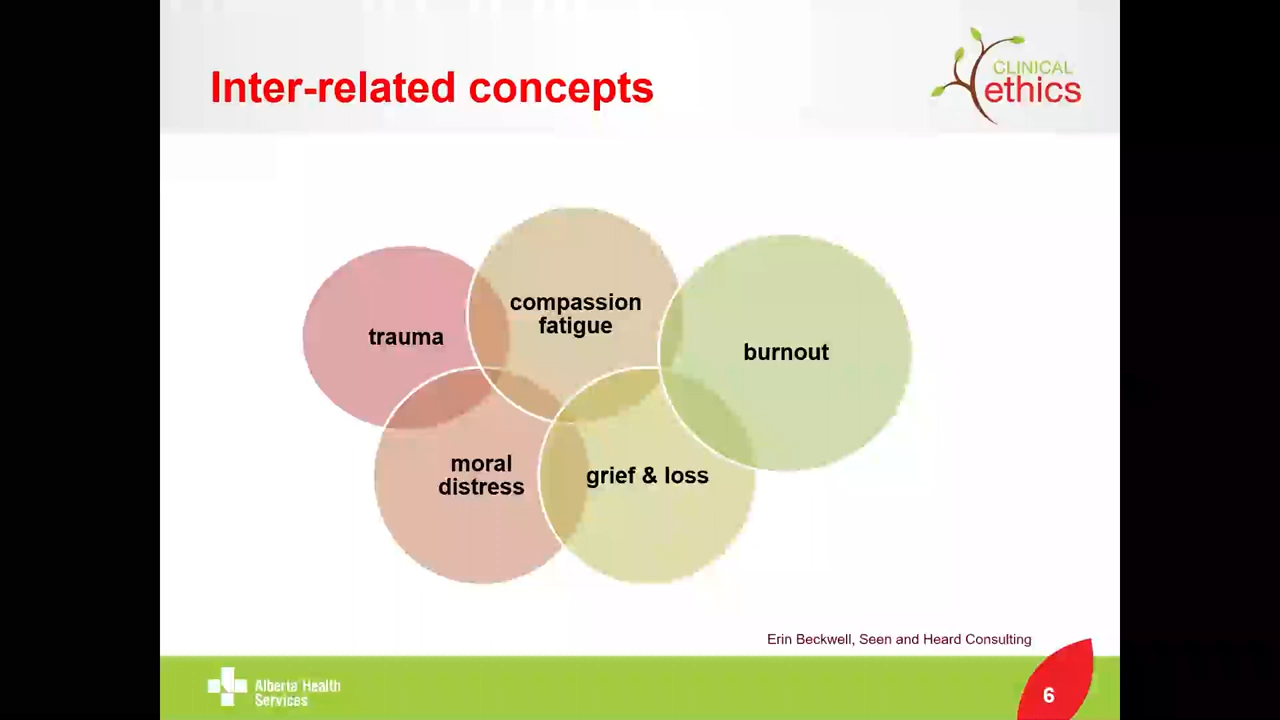 Inter-related concepts
CLINICAL
ethics
compassion
fatigue
trauma
burnout
moral
distress
grief & loss
Erin Beckwell, Seen and Heard Consulting
Alberta Health
Services
6